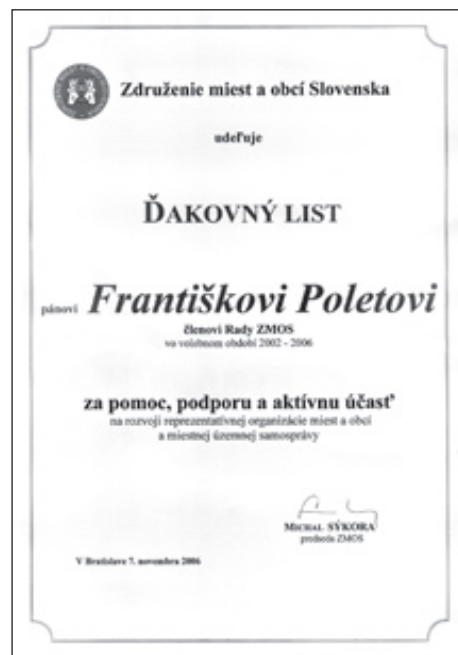 Združenie miest a obcí Slovenska
udeľuje
ĎAKOVNÝ LIST
pánovi Františkovi Poletovi
členovi Rady ZMOS
vo volebnom období 2002 - 2006
za pomoc, podporu a aktívnu účasť
na rozvoji reprezentatívnej organizácie miest a obcí
a miestnej územnej samosprávy
MICHAL SÝKORA
predseda ZMOS
V Bratislave 7. novembra 2006